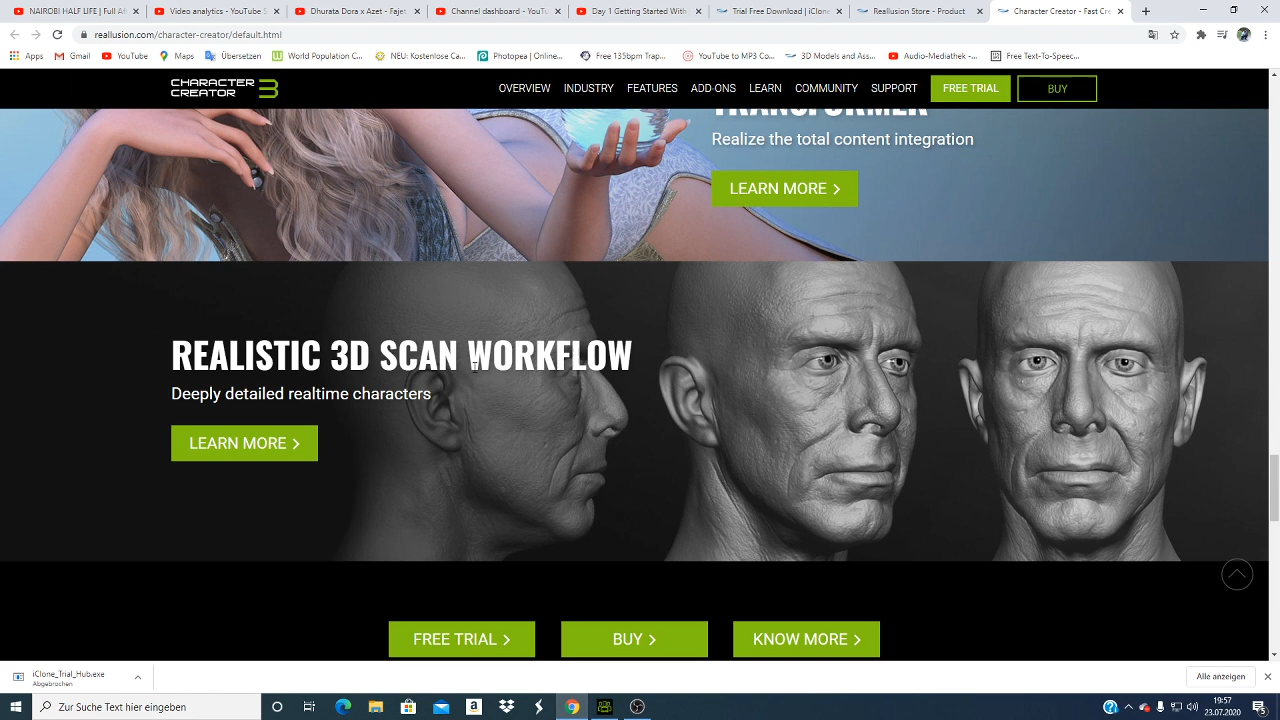 NAIROBI HALF LIFE | Full Af
Video analytics - YouTube S
Dhurata Dora x Azet - Fajet
Channel dashboard - YouTu
Day 1 Getting Started With
Trial Free Download | iClone
Reallusion Store - Product
Character Creator - Fast Cre
reallusion.com/character-creator/default.html
Apps
Gmail
YouTube
Maps
Übersetzen
World Population C...
NEU: Kostenlose C...
Photopea | Online...
Free 135bpm Trap...
YouTube to MP3 Co...
3D Models and Ass...
Audio-Mediathek -...
Free Text-To-Speec...
CHARACTER
CREATOR 3
OVERVIEW
INDUSTRY
FEATURES
ADD-ONS
LEARN
COMMUNITY
SUPPORT
FREE TRIAL
BUY
TRANSFORMER
Realize the total content integration
LEARN MORE
REALISTIC 3D SCAN WORKFLOW
Deeply detailed realtime characters
LEARN MORE
FREE TRIAL
BUY
KNOW MORE
iClone_Trial_Hub.exe
Abgebrochen
Alle anzeigen
Zur Suche Text hier eingeben
19:57
23.07.2020